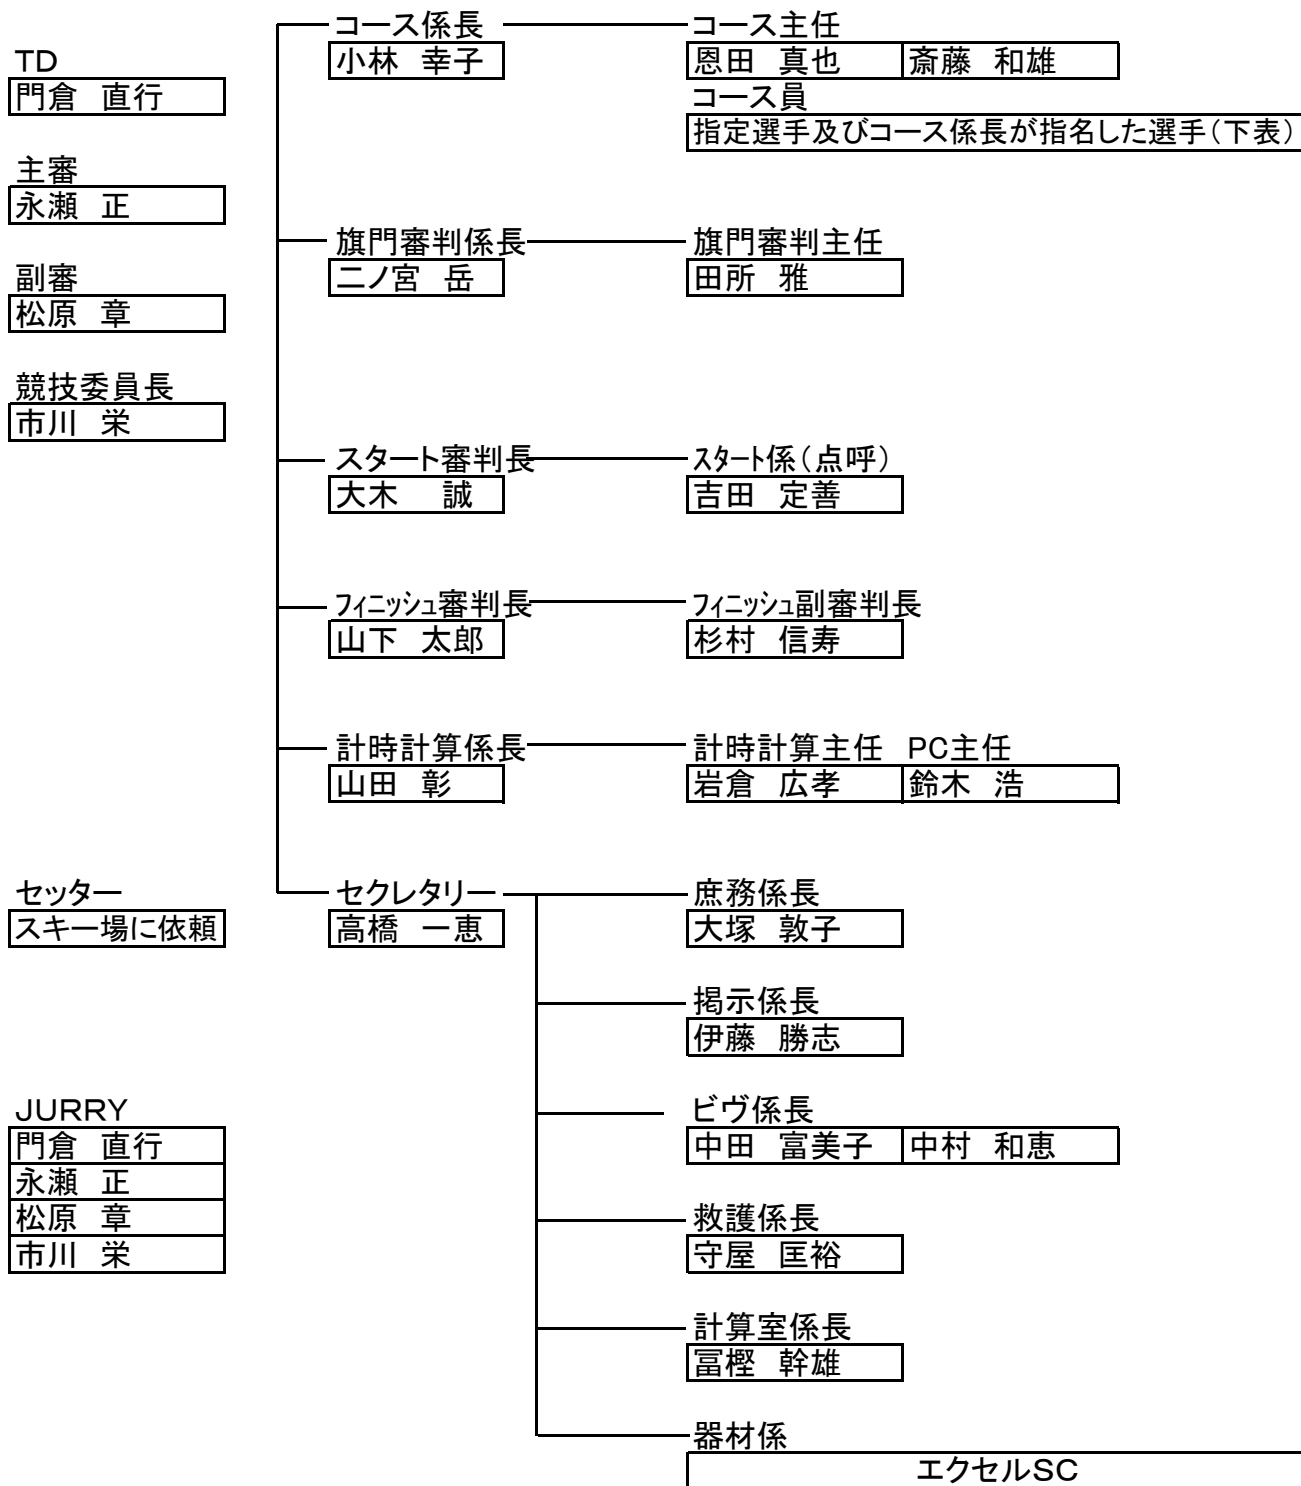 TD
門倉　直行
主審
永瀬　正
副審
松原　章
競技委員長
市川　栄
セッター
スキー場に依頼
JURRY
門倉　直行
永瀬　正
松原　章
市川　栄
コース係長　コース主任
小林　幸子　恩田　真也　斎藤　和雄
コース員
指定選手及びコース係長が指名した選手（下表）
旗門審判係長　旗門審判主任
二ノ宮　岳　田所　雅
スタート審判長　ｽﾀｰﾄ係（点呼）
大木　　誠　吉田　定善
ﾌｨﾆｯｼｭ審判長　ﾌｨﾆｯｼｭ副審判長
山下　太郎　杉村　信寿
計時計算係長　計時計算主任　PC主任
山田　彰　岩倉　広孝　鈴木　浩
セクレタリー　庶務係長
高橋　一恵　大塚　敦子
掲示係長
伊藤　勝志
ビヴ係長
中田　富美子　中村　和恵
救護係長
守屋　匡裕
計算室係長
冨樫　幹雄
器材係
エクセルSC